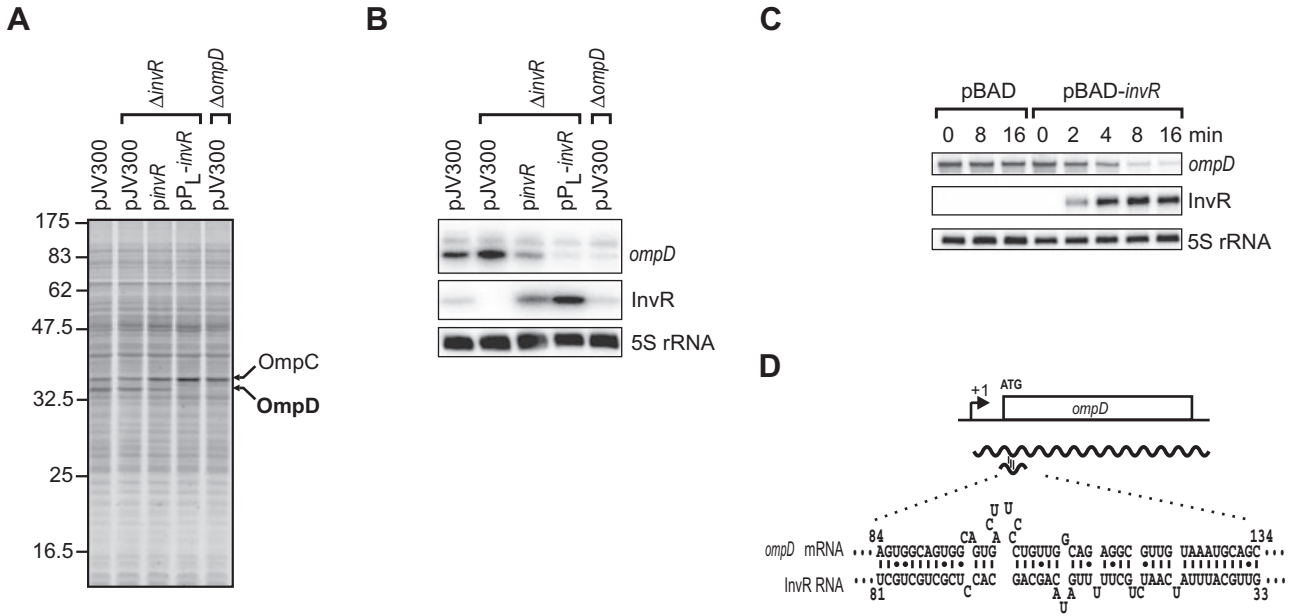 A
ΔinvR
ΔompD
pJV300
pJV300
pinvR
pPL-invR
pJV300
175
83
62
47.5
32.5
25
16.5
OmpC
OmpD
B
ΔinvR
ΔompD
pJV300
pJV300
pinvR
pPL-invR
pJV300
ompD
InvR
5S rRNA
C
pBAD pBAD-invR
0 8 16 0 2 4 8 16 min
ompD
InvR
5S rRNA
D
+1 ATG
ompD
84 134
ompD mRNA AGUGGCAGUGG CA GUG C U U C A C CUGUUG G CAG AGGC GUUG UAAAUGCAGC
InvR RNA UCGUCGUCGCU C CAC GACGAC A U A GUU U UUCG U UAAC U AUUUACGUUG
81 33